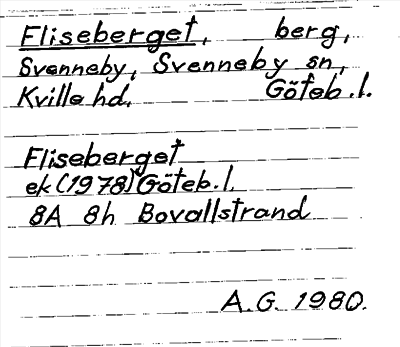 Fliseberget, berg,
Svenneby, Svenneby sn,
Kville hd. Göteb.l.
Fliseberget
ek (1978) Göteb.l.
8A 8h Bovallstrand
A.G. 1980.